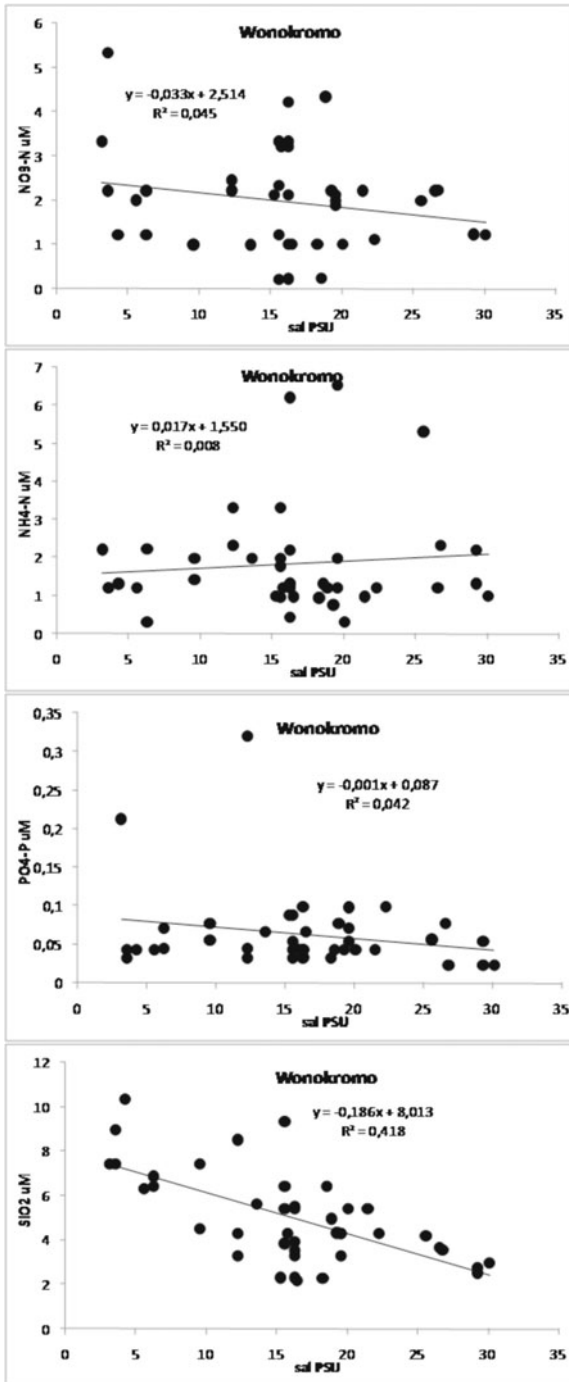 Wonokromo
y = -0,033x + 2,514
R² = 0,045
NO3-N uM
6
5
4
3
2
1
0
0 5 10 15 20 25 30 35
sal PSU
Wonokromo
y = 0,017x + 1,550
R² = 0,008
NH4-N uM
7
6
5
4
3
2
1
0
0 5 10 15 20 25 30 35
sal PSU
Wonokromo
y = -0,001x + 0,087
R² = 0,042
PO4-P uM
0,35
0,3
0,25
0,2
0,15
0,1
0,05
0
0 5 10 15 20 25 30 35
sal PSU
Wonokromo
y = -0,186x + 8,013
R² = 0,418
SIO2 uM
12
10
8
6
4
2
0
0 5 10 15 20 25 30 35
sal PSU